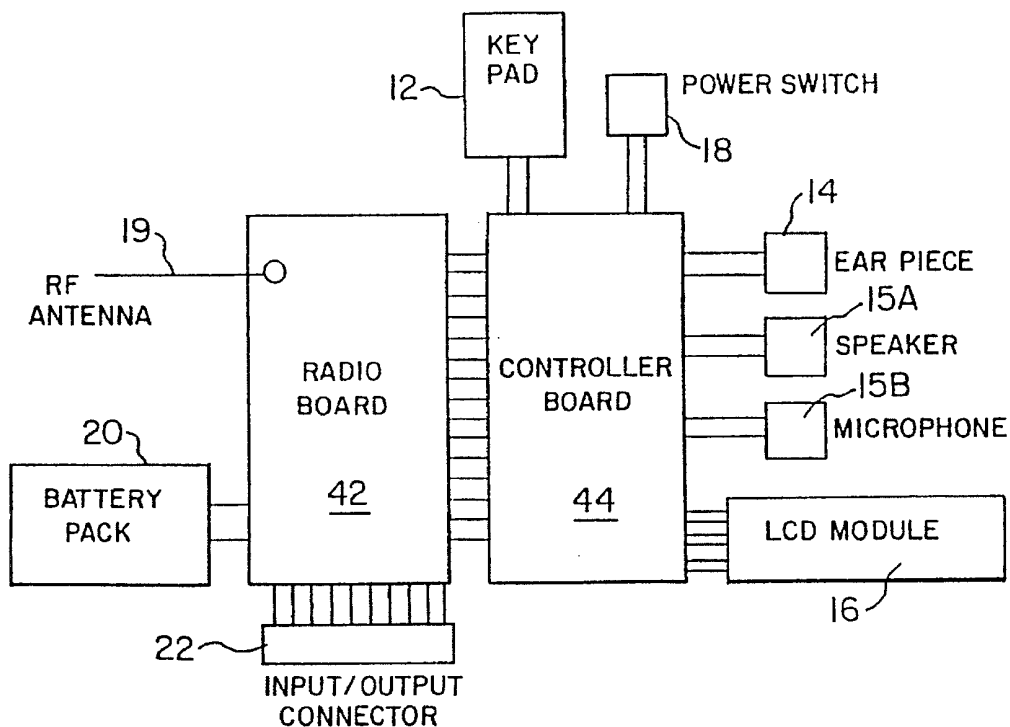 KEY
PAD
12
POWER SWITCH
18
14
19
EAR PIECE
RF
ANTENNA
15A
SPEAKER
RADIO
BOARD
CONTROLLER
BOARD
15B
MICROPHONE
20
BATTERY
PACK
42
44
LCD MODULE
16
22
INPUT/OUTPUT
CONNECTOR